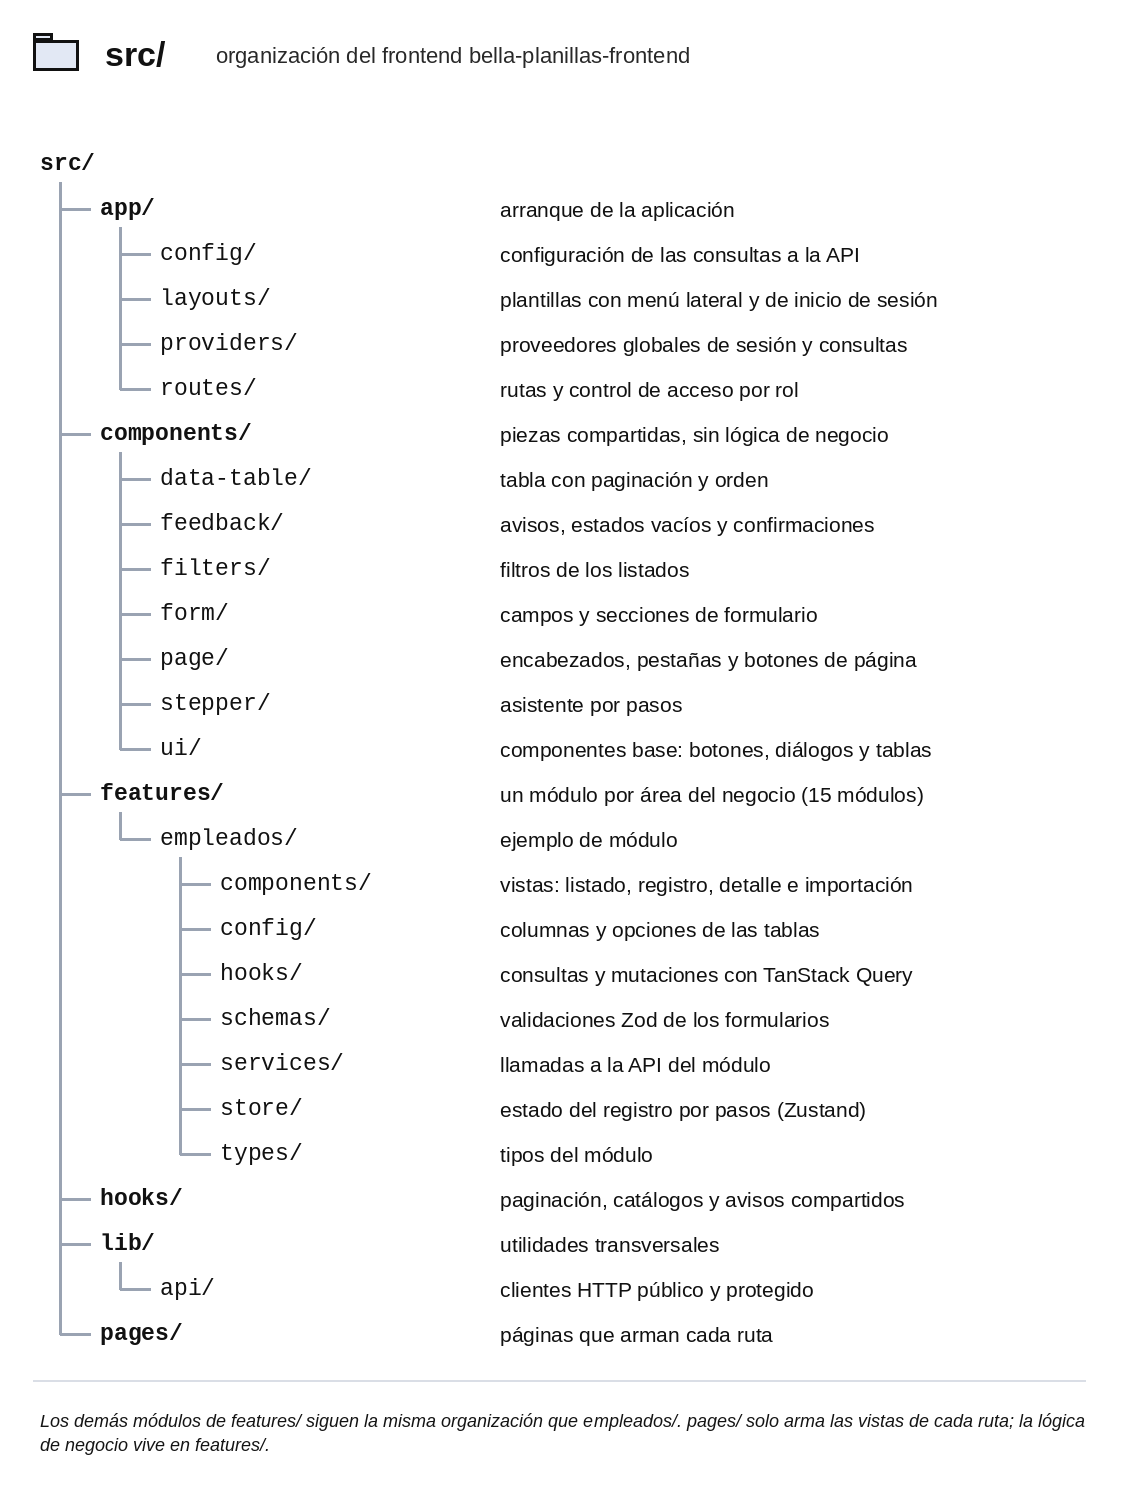 src/ organización del frontend bella-planillas-frontend
src/
app/ arranque de la aplicación
config/ configuración de las consultas a la API
layouts/ plantillas con menú lateral y de inicio de sesión
providers/ proveedores globales de sesión y consultas
routes/ rutas y control de acceso por rol
components/ piezas compartidas, sin lógica de negocio
data-table/ tabla con paginación y orden
feedback/ avisos, estados vacíos y confirmaciones
filters/ filtros de los listados
form/ campos y secciones de formulario
page/ encabezados, pestañas y botones de página
stepper/ asistente por pasos
ui/ componentes base: botones, diálogos y tablas
features/ un módulo por área del negocio (15 módulos)
empleados/ ejemplo de módulo
components/ vistas: listado, registro, detalle e importación
config/ columnas y opciones de las tablas
hooks/ consultas y mutaciones con TanStack Query
schemas/ validaciones Zod de los formularios
services/ llamadas a la API del módulo
store/ estado del registro por pasos (Zustand)
types/ tipos del módulo
hooks/ paginación, catálogos y avisos compartidos
lib/ utilidades transversales
api/ clientes HTTP público y protegido
pages/ páginas que arman cada ruta
Los demás módulos de features/ siguen la misma organización que empleados/. pages/ solo arma las vistas de cada ruta; la lógica
de negocio vive en features/.